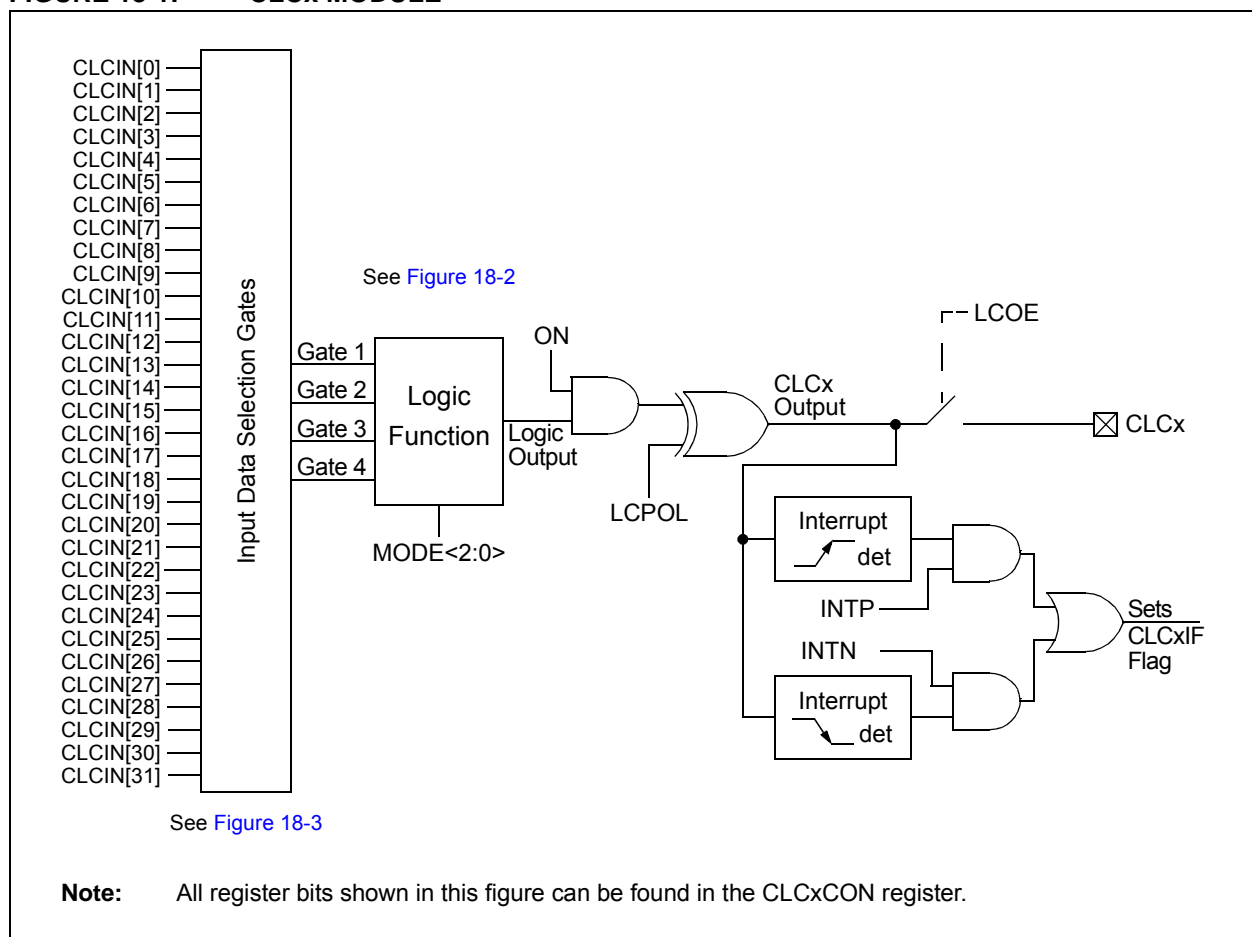 CLCIN[0]
CLCIN[1]
CLCIN[2]
CLCIN[3]
CLCIN[4]
CLCIN[5]
CLCIN[6]
CLCIN[7]
CLCIN[8]
CLCIN[9]
CLCIN[10]
CLCIN[11]
CLCIN[12]
CLCIN[13]
CLCIN[14]
CLCIN[15]
CLCIN[16]
CLCIN[17]
CLCIN[18]
CLCIN[19]
CLCIN[20]
CLCIN[21]
CLCIN[22]
CLCIN[23]
CLCIN[24]
CLCIN[25]
CLCIN[26]
CLCIN[27]
CLCIN[28]
CLCIN[29]
CLCIN[30]
CLCIN[31]
Input Data Selection Gates
See Figure 18-3
See Figure 18-2
Gate 1
Gate 2
Gate 3
Gate 4
Logic
Function
MODE<2:0>
Logic
Output
ON
LCPOL
CLCx
Output
LCOE
CLCx
Interrupt
det
INTP
INTN
Interrupt
det
Sets
CLCxIF
Flag
Note: All register bits shown in this figure can be found in the CLCxCON register.